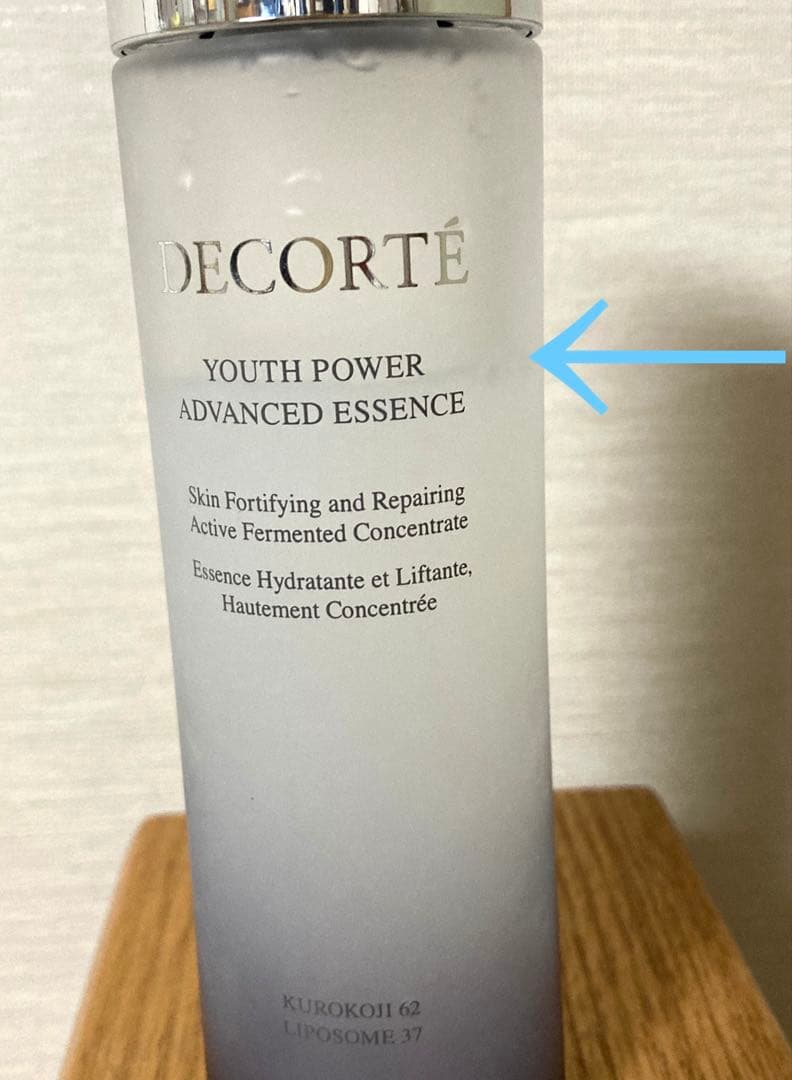 DECORTÉ
YOUTH POWER
ADVANCED ESSENCE
Skin Fortifying and Repairing
Active Fermented Concentrate
Essence Hydratante et Liftante,
Hautement Concentrée
KUROKOJI 62
LIPOSOME 37